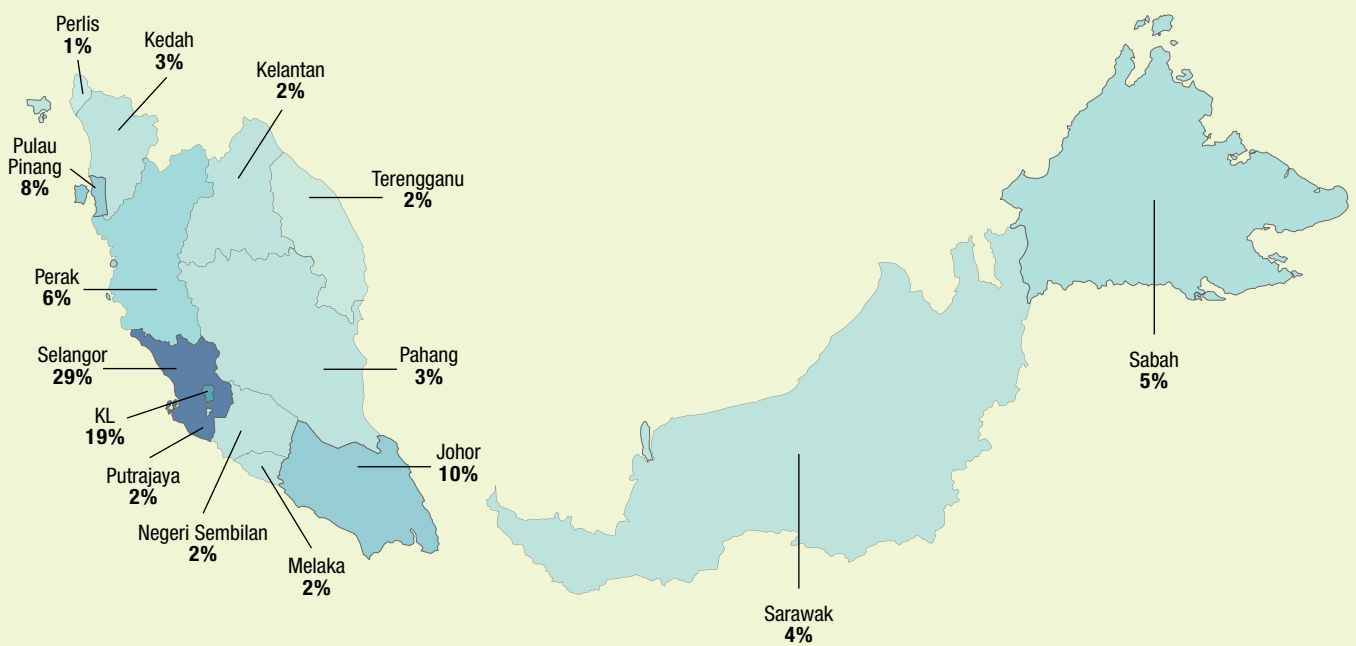 Perlis
1%
Kedah
3%
Kelantan
2%
Pulau
Pinang
8%
Terengganu
2%
Perak
6%
Selangor
29%
Pahang
3%
KL
19%
Putrajaya
2%
Johor
10%
Negeri Sembilan
2%
Melaka
2%
Sabah
5%
Sarawak
4%